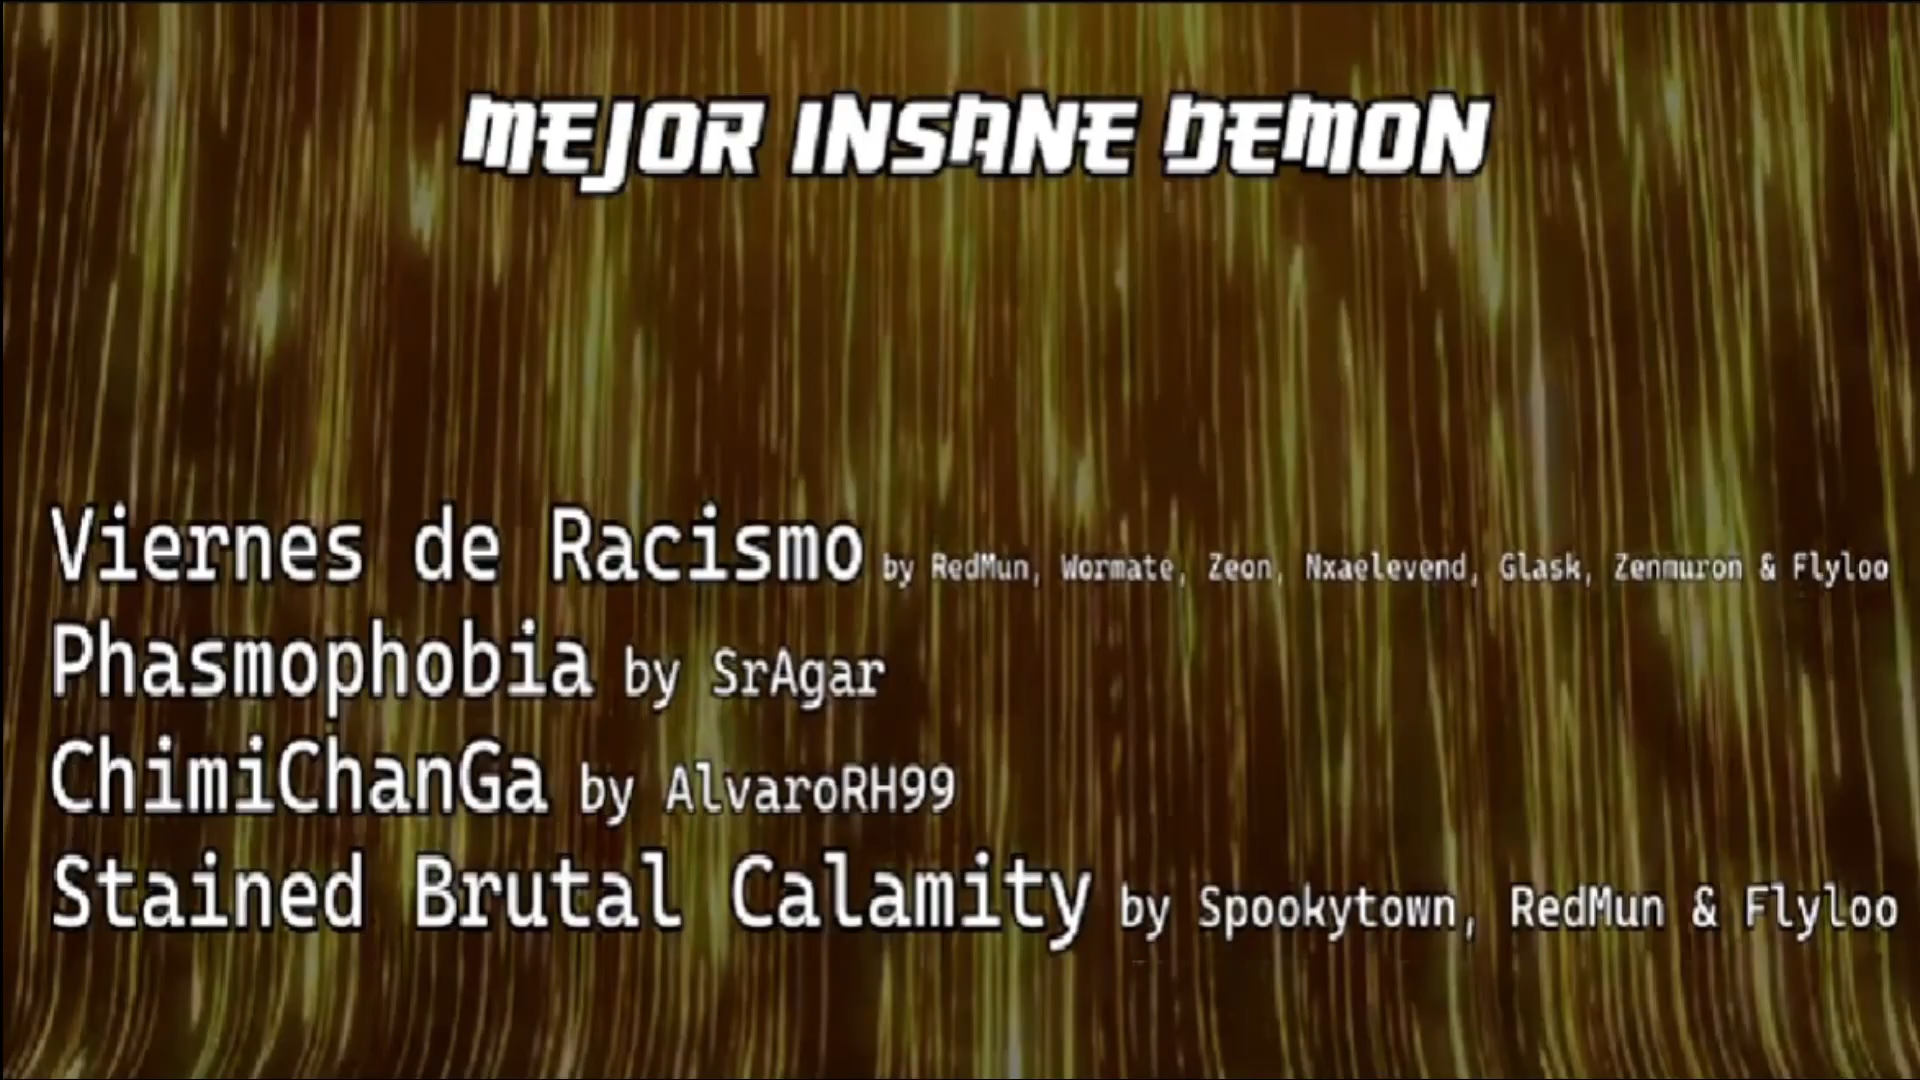 MEJOR INSANE DEMON
Viernes de Racismo by RedMun, Wormate, Zeon, Nxaelevend, Glask, Zenmuron & Flyloo
Phasmophobia by SrAgar
ChimiChanGa by AlvaroRH99
Stained Brutal Calamity by Spookytown, RedMun & Flyloo